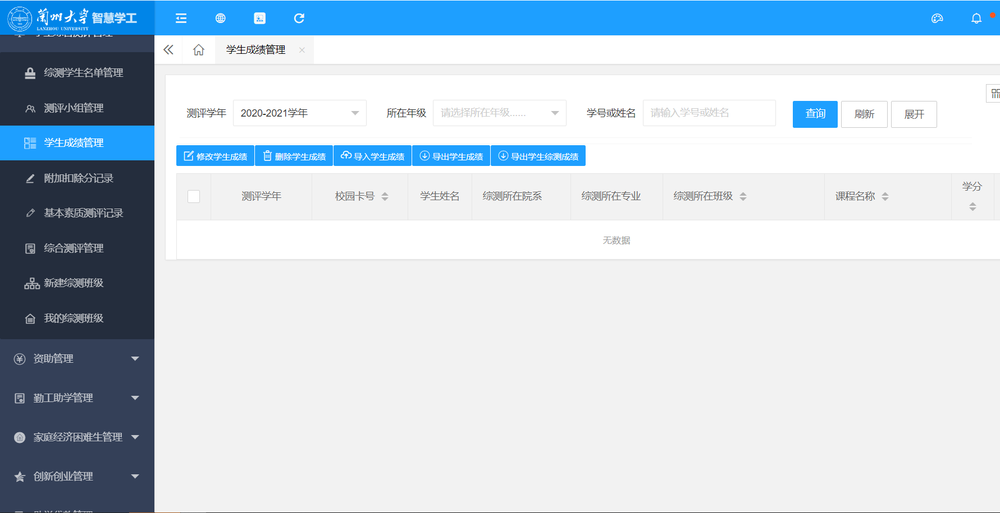 兰州大学 智慧学工
LANZHOU UNIVERSITY
学生综合测评管理
综测学生名单管理
测评小组管理
学生成绩管理
附加扣除分记录
基本素质测评记录
综合测评管理
新建综测班级
我的综测班级
资助管理
勤工助学管理
家庭经济困难生管理
创新创业管理
学生成绩管理
测评学年 2020-2021学年 所在年级 请选择所在年级...... 学号或姓名 请输入学号或姓名 查询 刷新 展开
修改学生成绩 删除学生成绩 导入学生成绩 导出学生成绩 导出学生综测成绩
测评学年 校园卡号 学生姓名 综测所在院系 综测所在专业 综测所在班级 课程名称 学分
无数据